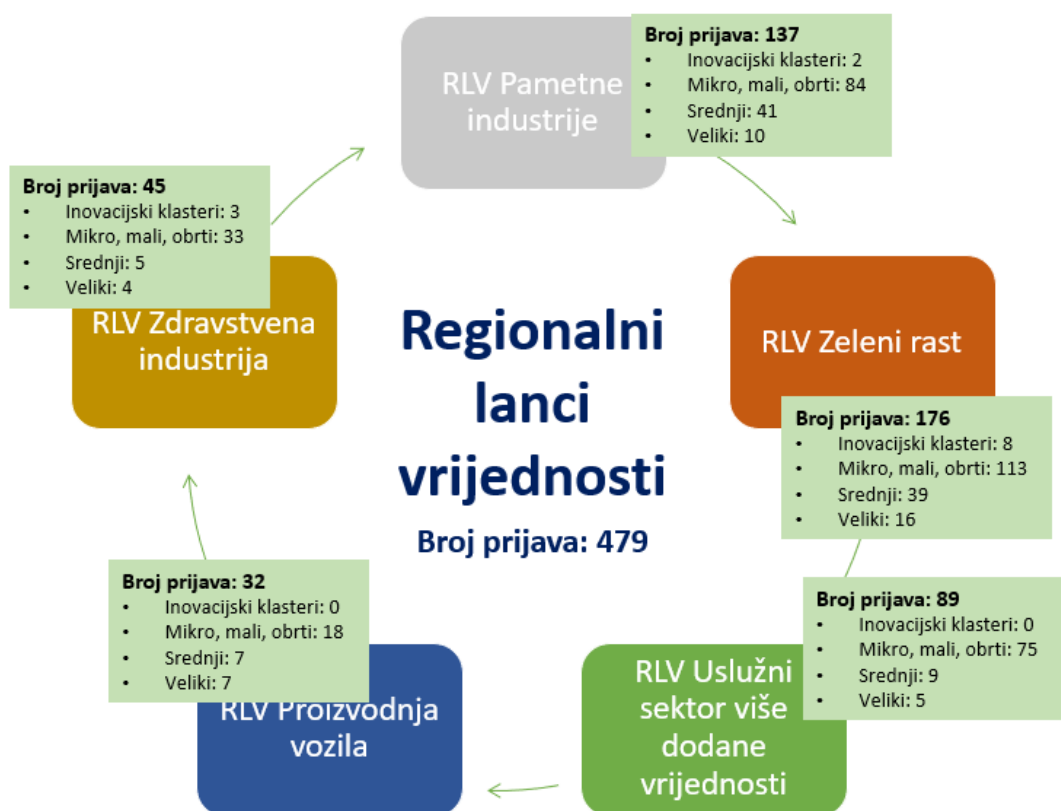 RLV Pametne
industrije
Broj prijava: 137
• Inovacijski klasteri: 2
• Mikro, mali, obrti: 84
• Srednji: 41
• Veliki: 10
RLV Zeleni rast
Broj prijava: 176
• Inovacijski klasteri: 8
• Mikro, mali, obrti: 113
• Srednji: 39
• Veliki: 16
RLV Uslužni
sektor više
dodane
vrijednosti
Broj prijava: 89
• Inovacijski klasteri: 0
• Mikro, mali, obrti: 75
• Srednji: 9
• Veliki: 5
RLV Proizvodnja
vozila
Broj prijava: 32
• Inovacijski klasteri: 0
• Mikro, mali, obrti: 18
• Srednji: 7
• Veliki: 7
RLV Zdravstvena
industrija
Broj prijava: 45
• Inovacijski klasteri: 3
• Mikro, mali, obrti: 33
• Srednji: 5
• Veliki: 4
Regionalni
lanci
vrijednosti
Broj prijava: 479